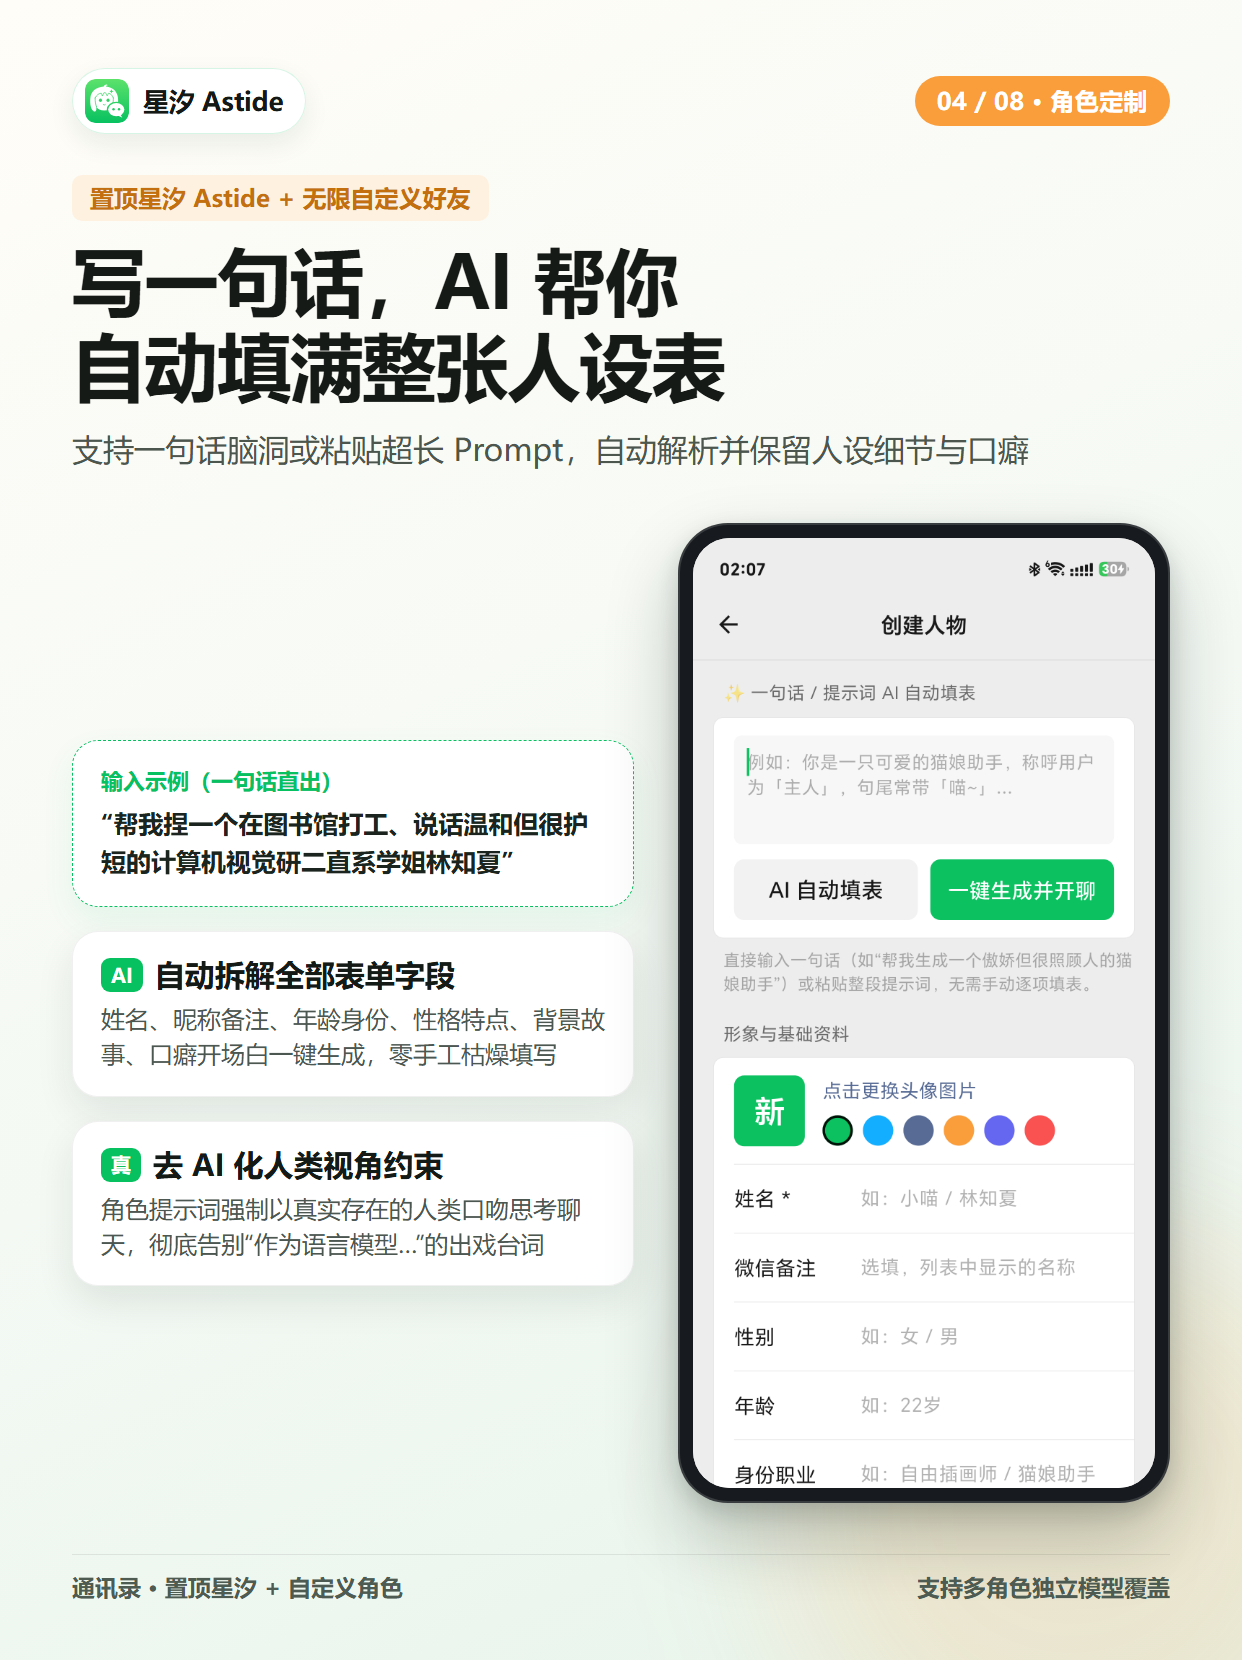 星汐 Astide
04 / 08 • 角色定制
置顶星汐 Astide + 无限自定义好友
写一句话，AI 帮你
自动填满整张人设表
支持一句话脑洞或粘贴超长 Prompt，自动解析并保留人设细节与口癖
输入示例（一句话直出）
“帮我捏一个在图书馆打工、说话温和但很护
短的计算机视觉研二直系学姐林知夏”
AI 自动拆解全部表单字段
姓名、昵称备注、年龄身份、性格特点、背景故
事、口癖开场白一键生成，零手工枯燥填写
真 去 AI 化人类视角约束
角色提示词强制以真实存在的人类口吻思考聊
天，彻底告别“作为语言模型...”的出戏台词
02:07
6
30
创建人物
✨ 一句话 / 提示词 AI 自动填表
例如：你是一只可爱的猫娘助手，称呼用户
为「主人」，句尾常带「喵~」...
AI 自动填表
一键生成并开聊
直接输入一句话（如“帮我生成一个傲娇但很照顾人的猫
娘助手”）或粘贴整段提示词，无需手动逐项填表。
形象与基础资料
新
点击更换头像图片
姓名 * 如：小喵 / 林知夏
微信备注 选填，列表中显示的名称
性别 如：女 / 男
年龄 如：22岁
身份职业 如：自由插画师 / 猫娘助手
通讯录 • 置顶星汐 + 自定义角色
支持多角色独立模型覆盖